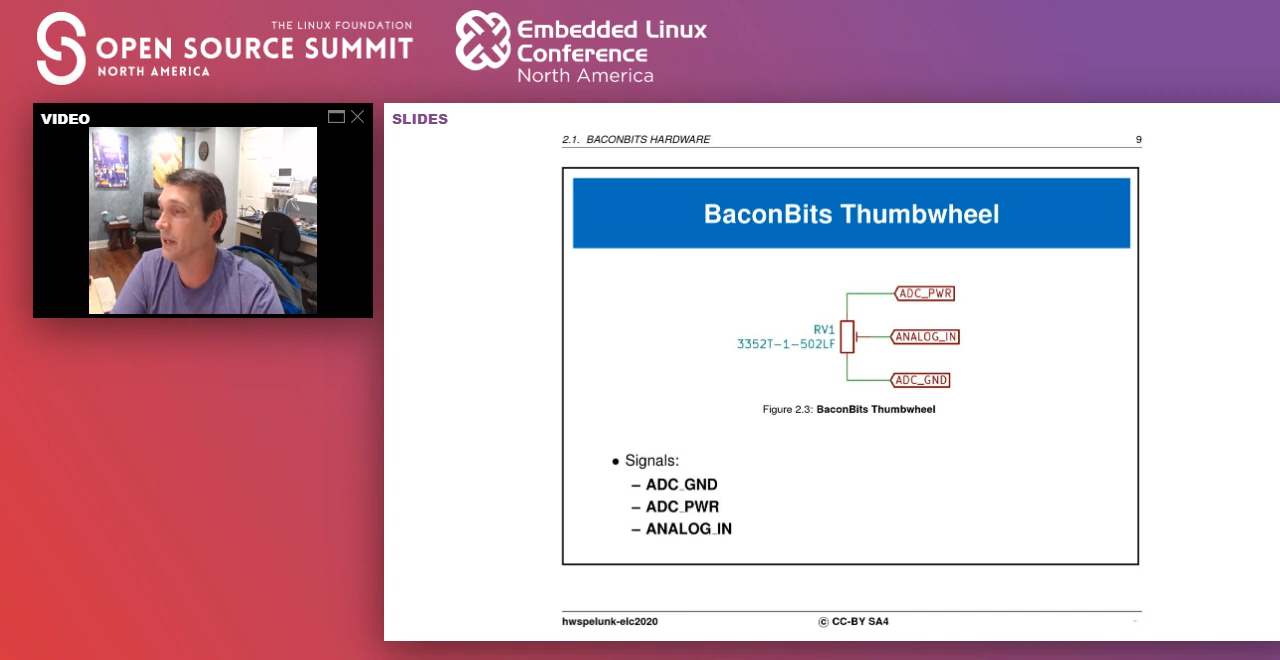 THE LINUX FOUNDATION
OPEN SOURCE SUMMIT
NORTH AMERICA
Embedded Linux
Conference
North America
VIDEO
SLIDES
2.1. BACONBITS HARDWARE 9
BaconBits Thumbwheel
ADC_PWR
RV1
3352T-1-502LF
ANALOG_IN
ADC_GND
Figure 2.3: BaconBits Thumbwheel
• Signals:
– ADC_GND
– ADC_PWR
– ANALOG_IN
hwspelunk-elc2020 © CC-BY SA4